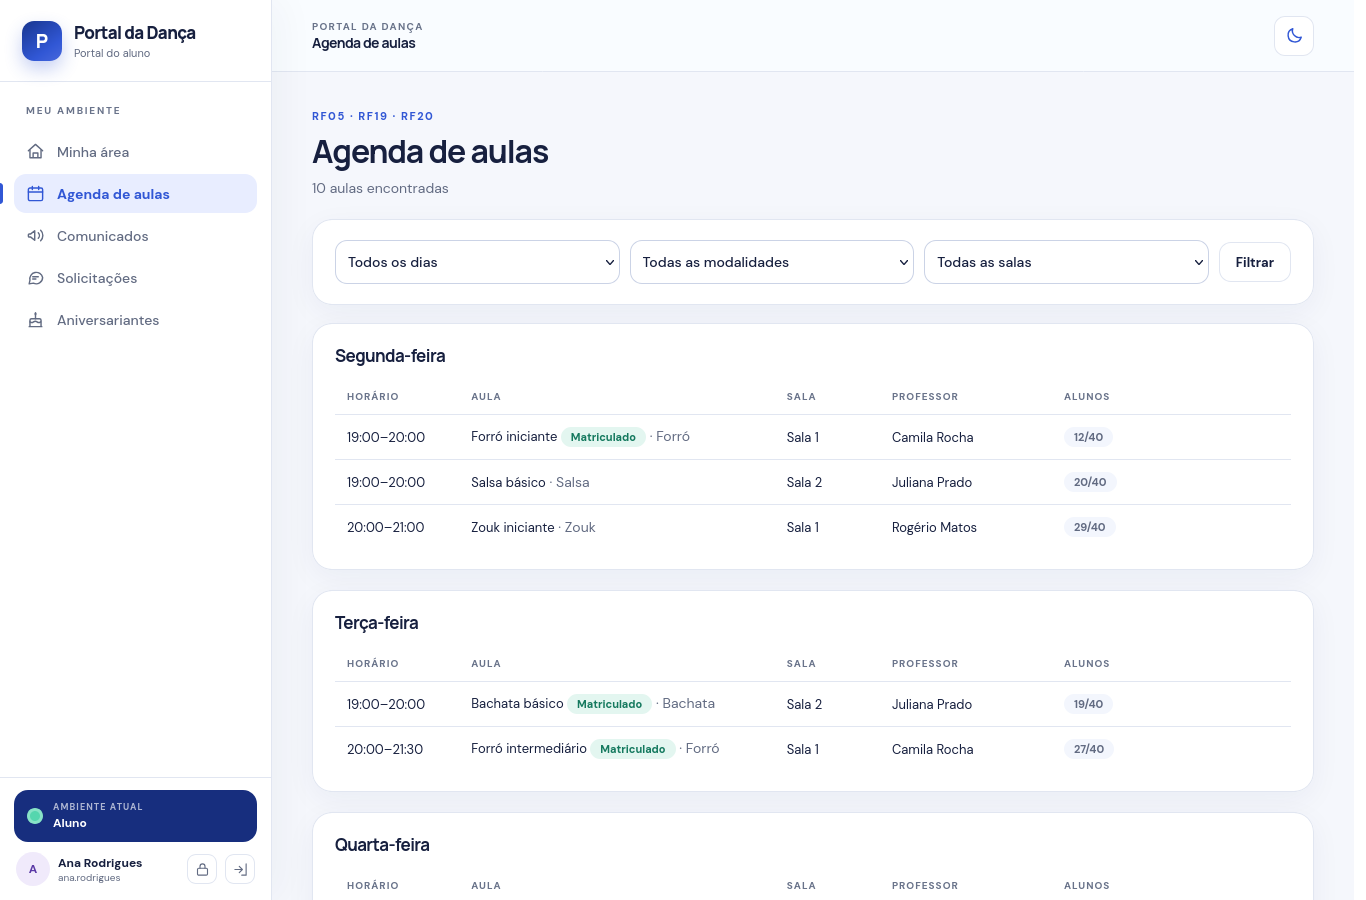 P
Portal da Dança
Portal do aluno
MEU AMBIENTE
Minha área
Agenda de aulas
Comunicados
Solicitações
Aniversariantes
AMBIENTE ATUAL
Aluno
A
Ana Rodrigues
ana.rodrigues
PORTAL DA DANÇA
Agenda de aulas
RF05 · RF19 · RF20
Agenda de aulas
10 aulas encontradas
Todos os dias Todas as modalidades Todas as salas Filtrar
Segunda-feira
HORÁRIO AULA SALA PROFESSOR ALUNOS
19:00–20:00 Forró iniciante Matriculado · Forró Sala 1 Camila Rocha 12/40
19:00–20:00 Salsa básico · Salsa Sala 2 Juliana Prado 20/40
20:00–21:00 Zouk iniciante · Zouk Sala 1 Rogério Matos 29/40
Terça-feira
HORÁRIO AULA SALA PROFESSOR ALUNOS
19:00–20:00 Bachata básico Matriculado · Bachata Sala 2 Juliana Prado 19/40
20:00–21:30 Forró intermediário Matriculado · Forró Sala 1 Camila Rocha 27/40
Quarta-feira
HORÁRIO AULA SALA PROFESSOR ALUNOS